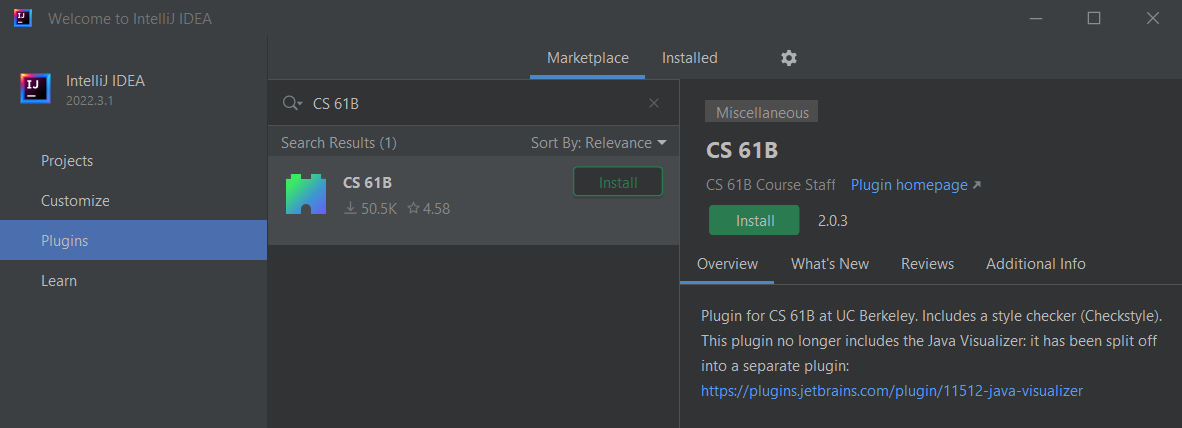 Welcome to IntelliJ IDEA
IntelliJ IDEA
2022.3.1
Projects
Customize
Plugins
Learn
Marketplace
Installed
CS 61B
Search Results (1)
Sort By: Relevance
CS 61B
50.5K
4.58
Install
Miscellaneous
CS 61B
CS 61B Course Staff
Plugin homepage
Install
2.0.3
Overview
What's New
Reviews
Additional Info
Plugin for CS 61B at UC Berkeley. Includes a style checker (Checkstyle).
This plugin no longer includes the Java Visualizer: it has been split off
into a separate plugin:
https://plugins.jetbrains.com/plugin/11512-java-visualizer